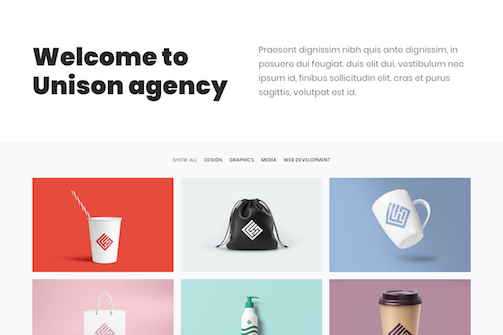 Welcome to
Unison agency
Praesent dignissim nibh quis ante dignissim, in
posuere dui feugiat. duis elit dui, vestibulum nec
ipsum id, finibus sollicitudin elit. cras et purus
sagittis, volutpat est id.
SHOW ALL DESIGN GRAPHICS MEDIA WEB DEVELOPMENT